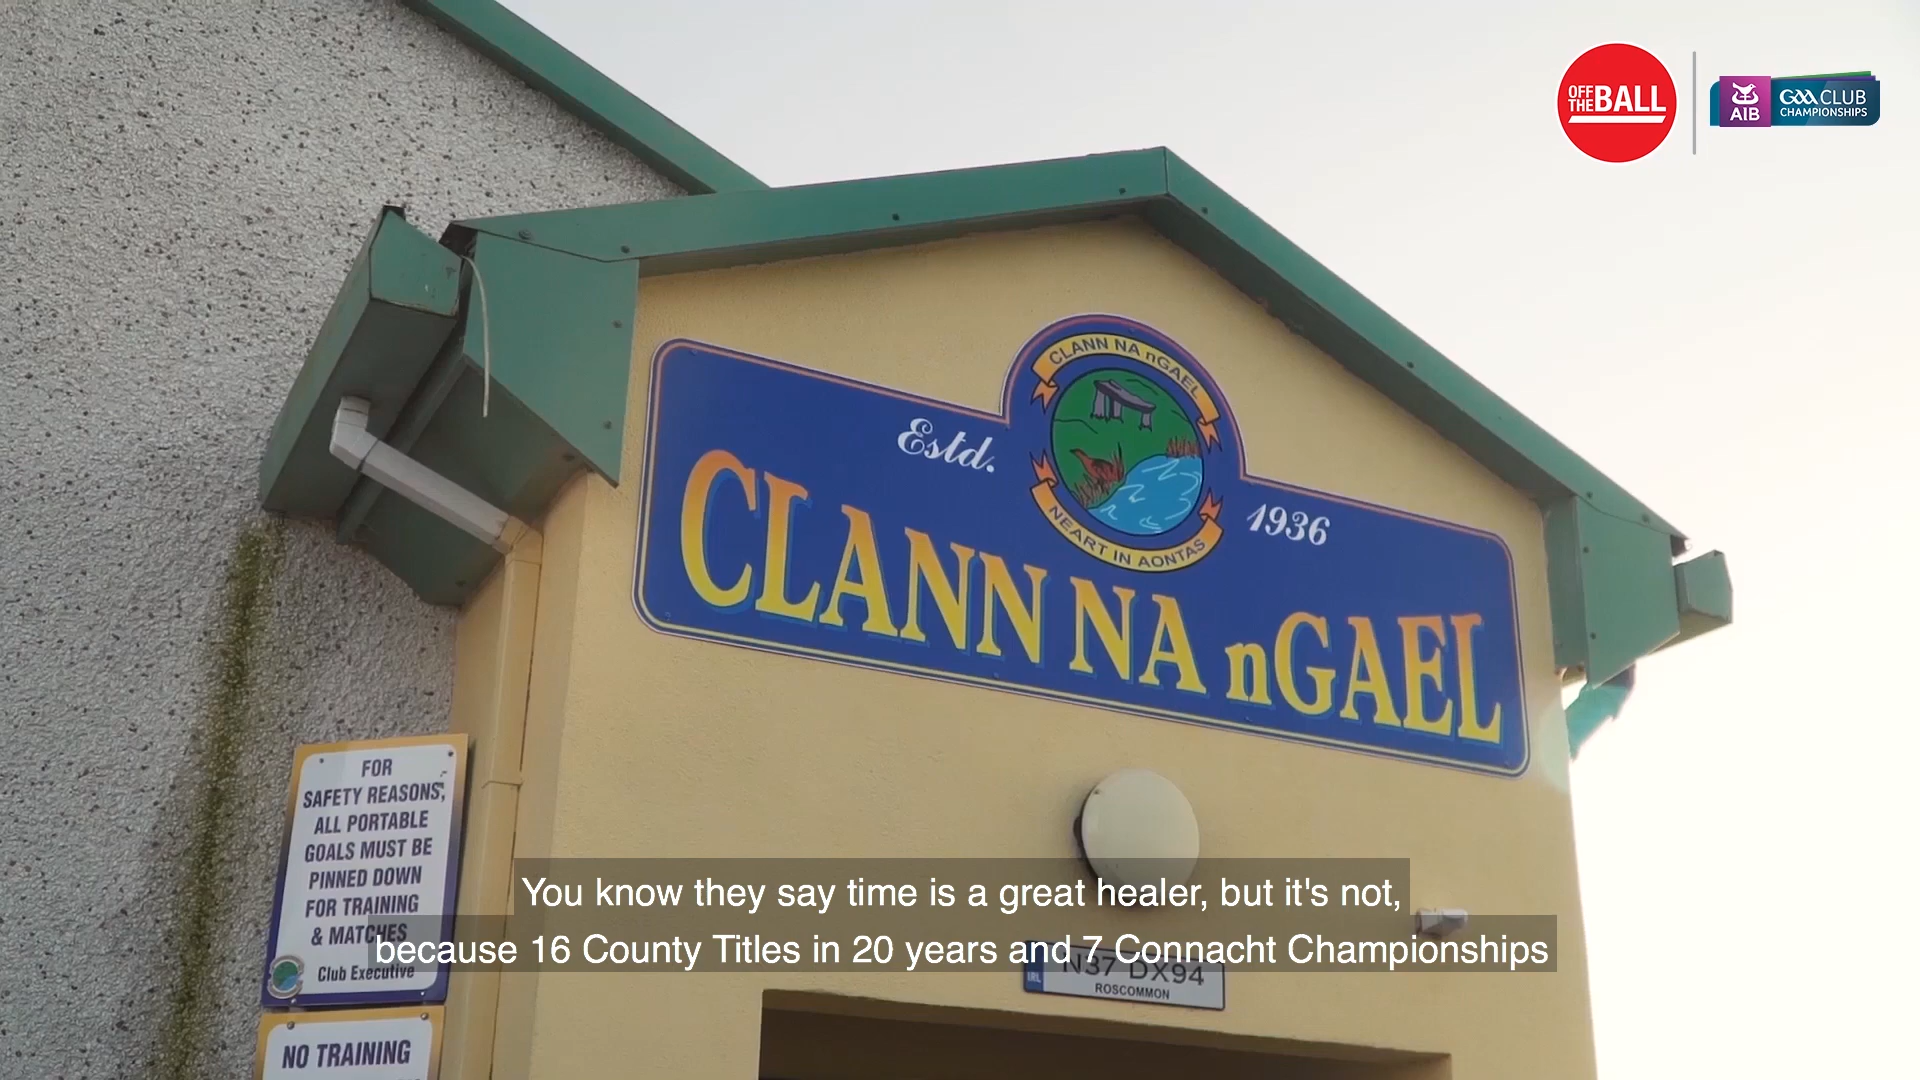 OFF
THE BALL
AIB
GAA CLUB
CHAMPIONSHIPS
CLANN NA nGAEL
Estd.
1936
NEART IN AONTAS
CLANN NA nGAEL
FOR
SAFETY REASONS,
ALL PORTABLE
GOALS MUST BE
PINNED DOWN
FOR TRAINING
& MATCHES
Club Executive
NO TRAINING
You know they say time is a great healer, but it's not,
because 16 County Titles in 20 years and 7 Connacht Championships
IRL
N37 DX94
ROSCOMMON